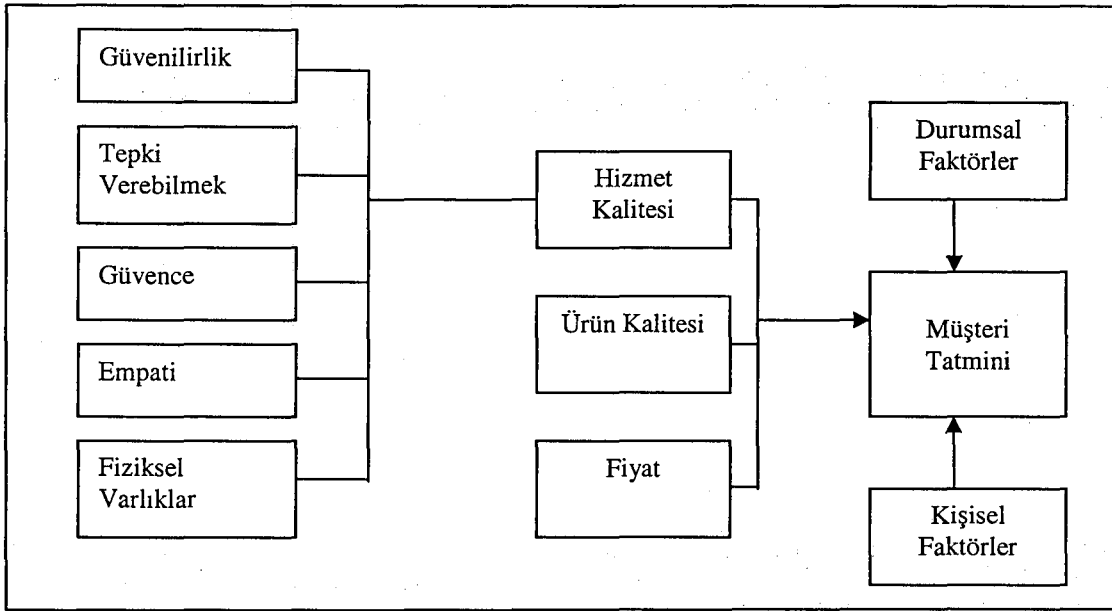 Güvenilirlik
Tepki
Verebilmek
Güvence
Empati
Fiziksel
Varlıklar
Hizmet
Kalitesi
Ürün Kalitesi
Fiyat
Durumsal
Faktörler
Müşteri
Tatmini
Kişisel
Faktörler